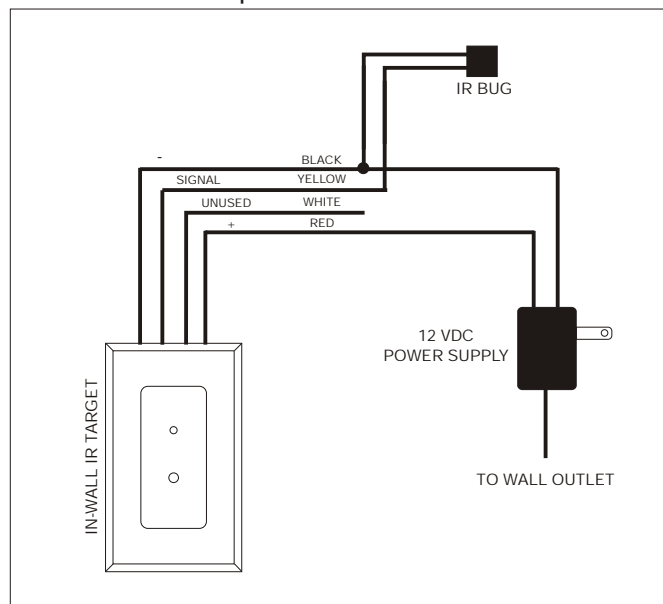 IR BUG
- BLACK
SIGNAL YELLOW
UNUSED WHITE
+ RED
12 VDC
POWER SUPPLY
IN-WALL IR TARGET
TO WALL OUTLET